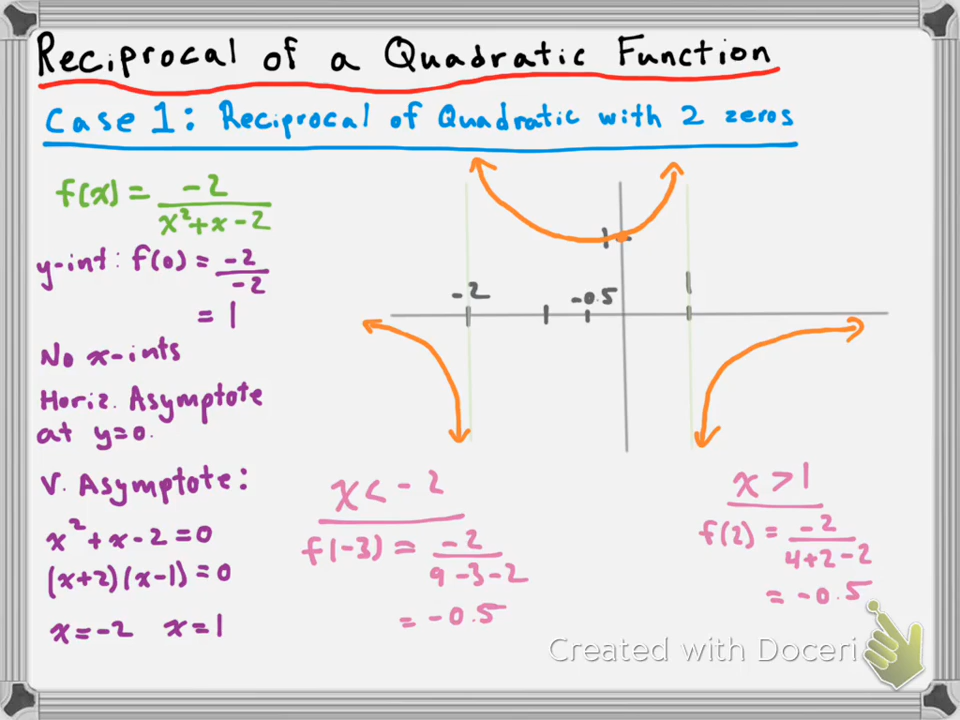 Reciprocal of a Quadratic Function
Case 1: Reciprocal of Quadratic with 2 zeros
f(x) = -2
x²+x-2
y-int: f(0) = -2
-2
= 1
No x-ints
Horiz. Asymptote
at y=0.
V. Asymptote:
x²+x-2=0
(x+2)(x-1)=0
x=-2 x=1
-2
-0.5
1
x<-2
f(-3) = -2
9-3-2
= -0.5
x>1
f(2) = -2
4+2-2
= -0.5
Created with Doceri